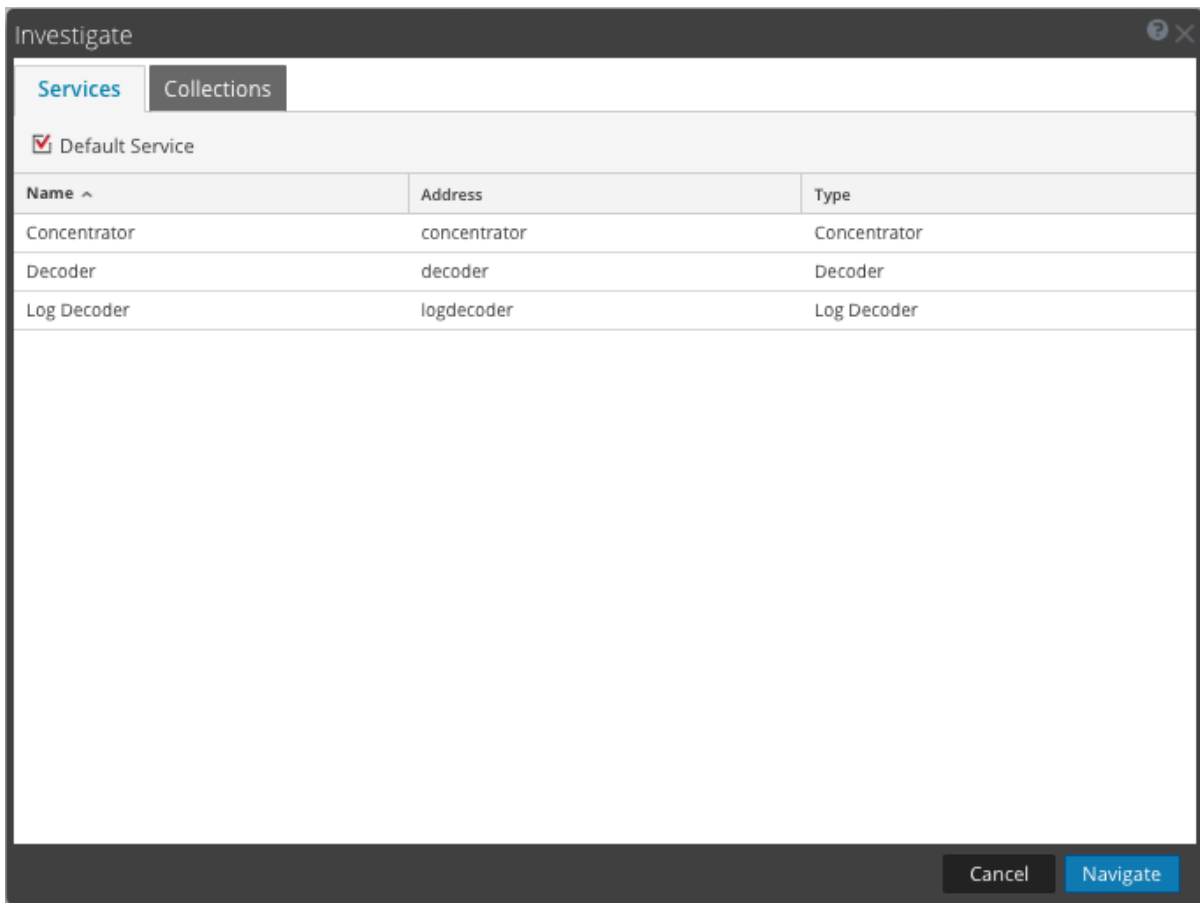 Investigate
Services Collections
Default Service
Name Address Type
Concentrator concentrator Concentrator
Decoder decoder Decoder
Log Decoder logdecoder Log Decoder
Cancel Navigate